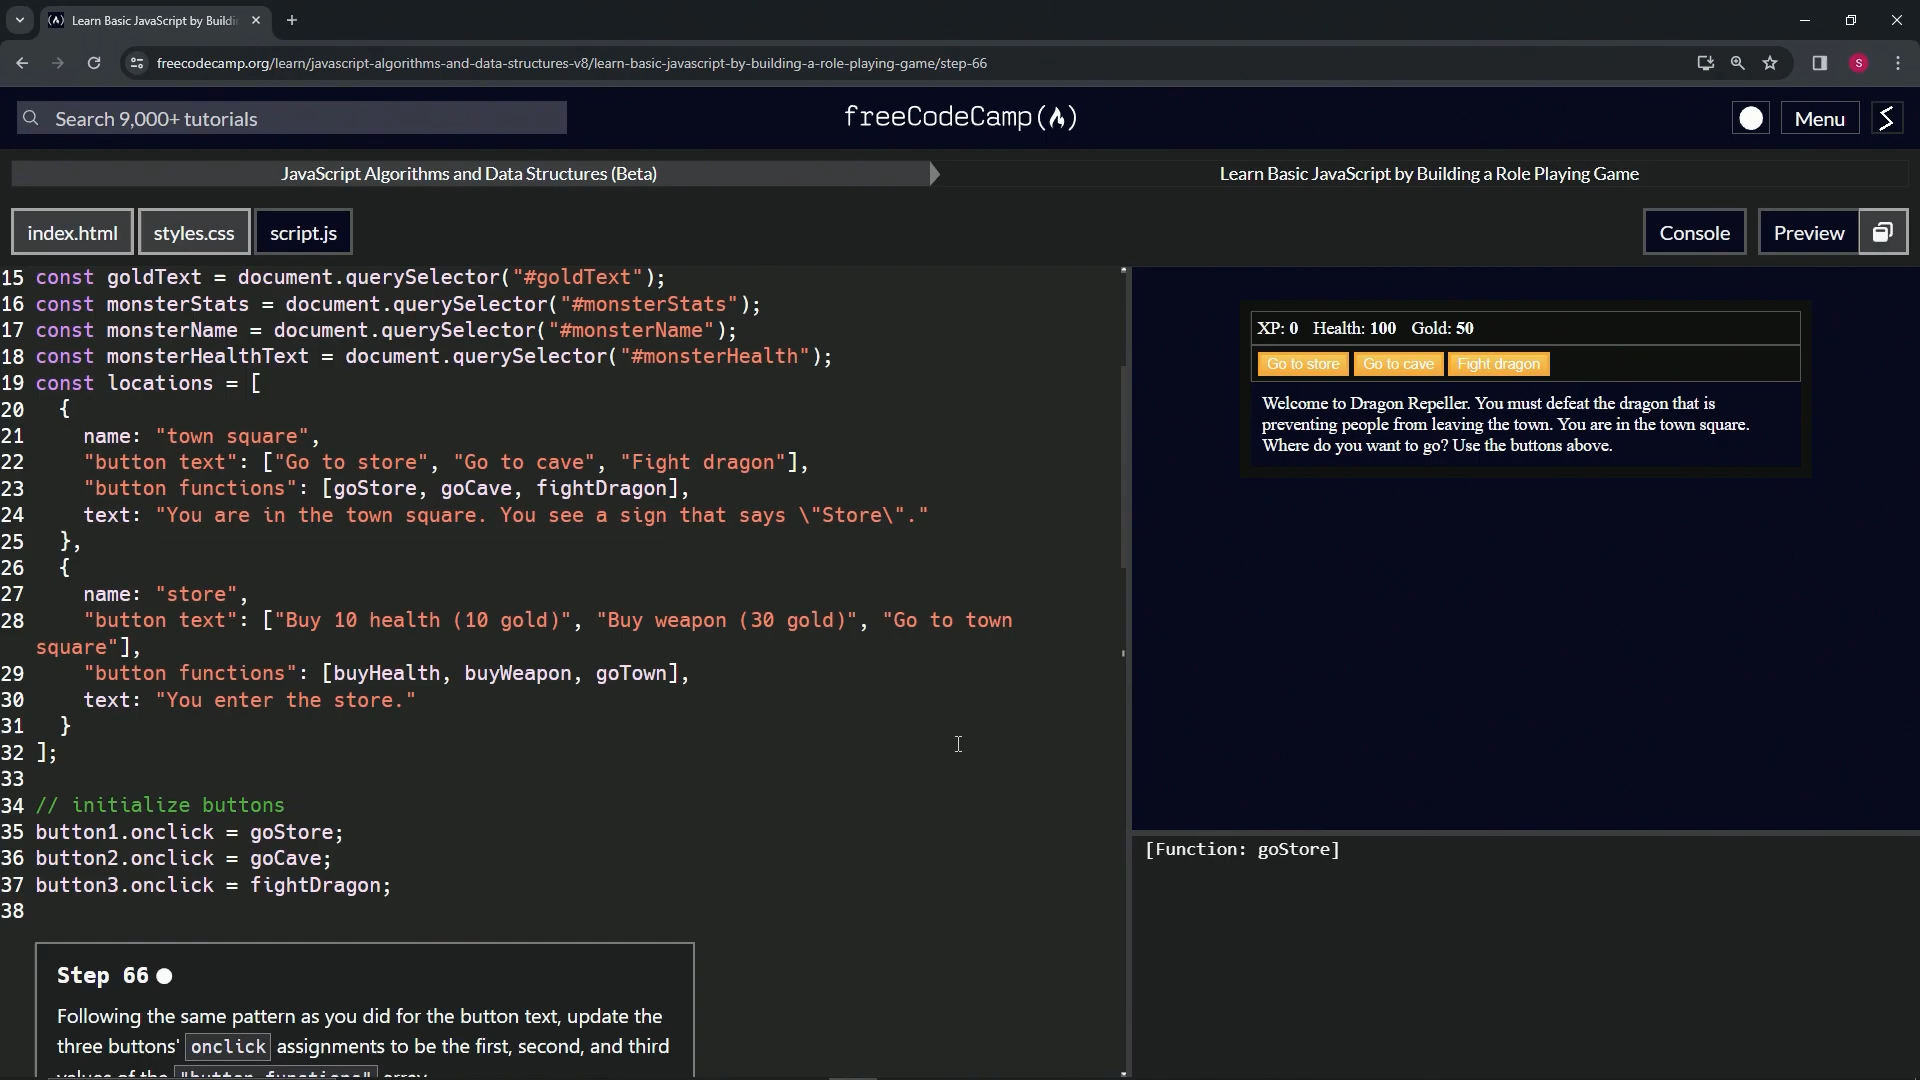 Learn Basic JavaScript by Buildi
freecodecamp.org/learn/javascript-algorithms-and-data-structures-v8/learn-basic-javascript-by-building-a-role-playing-game/step-66
S
Search 9,000+ tutorials
freeCodeCamp
Menu
JavaScript Algorithms and Data Structures (Beta)
Learn Basic JavaScript by Building a Role Playing Game
index.html
styles.css
script.js
Console
Preview
15 const goldText = document.querySelector("#goldText");
16 const monsterStats = document.querySelector("#monsterStats");
17 const monsterName = document.querySelector("#monsterName");
18 const monsterHealthText = document.querySelector("#monsterHealth");
19 const locations = [
20 {
21 name: "town square",
22 "button text": ["Go to store", "Go to cave", "Fight dragon"],
23 "button functions": [goStore, goCave, fightDragon],
24 text: "You are in the town square. You see a sign that says \"Store\"."
25 },
26 {
27 name: "store",
28 "button text": ["Buy 10 health (10 gold)", "Buy weapon (30 gold)", "Go to town
square"],
29 "button functions": [buyHealth, buyWeapon, goTown],
30 text: "You enter the store."
31 }
32 ];
33
34 // initialize buttons
35 button1.onclick = goStore;
36 button2.onclick = goCave;
37 button3.onclick = fightDragon;
38
Step 66
Following the same pattern as you did for the button text, update the
three buttons' onclick assignments to be the first, second, and third
values of the "button functions" array.
XP: 0 Health: 100 Gold: 50
Go to store
Go to cave
Fight dragon
Welcome to Dragon Repeller. You must defeat the dragon that is
preventing people from leaving the town. You are in the town square.
Where do you want to go? Use the buttons above.
[Function: goStore]